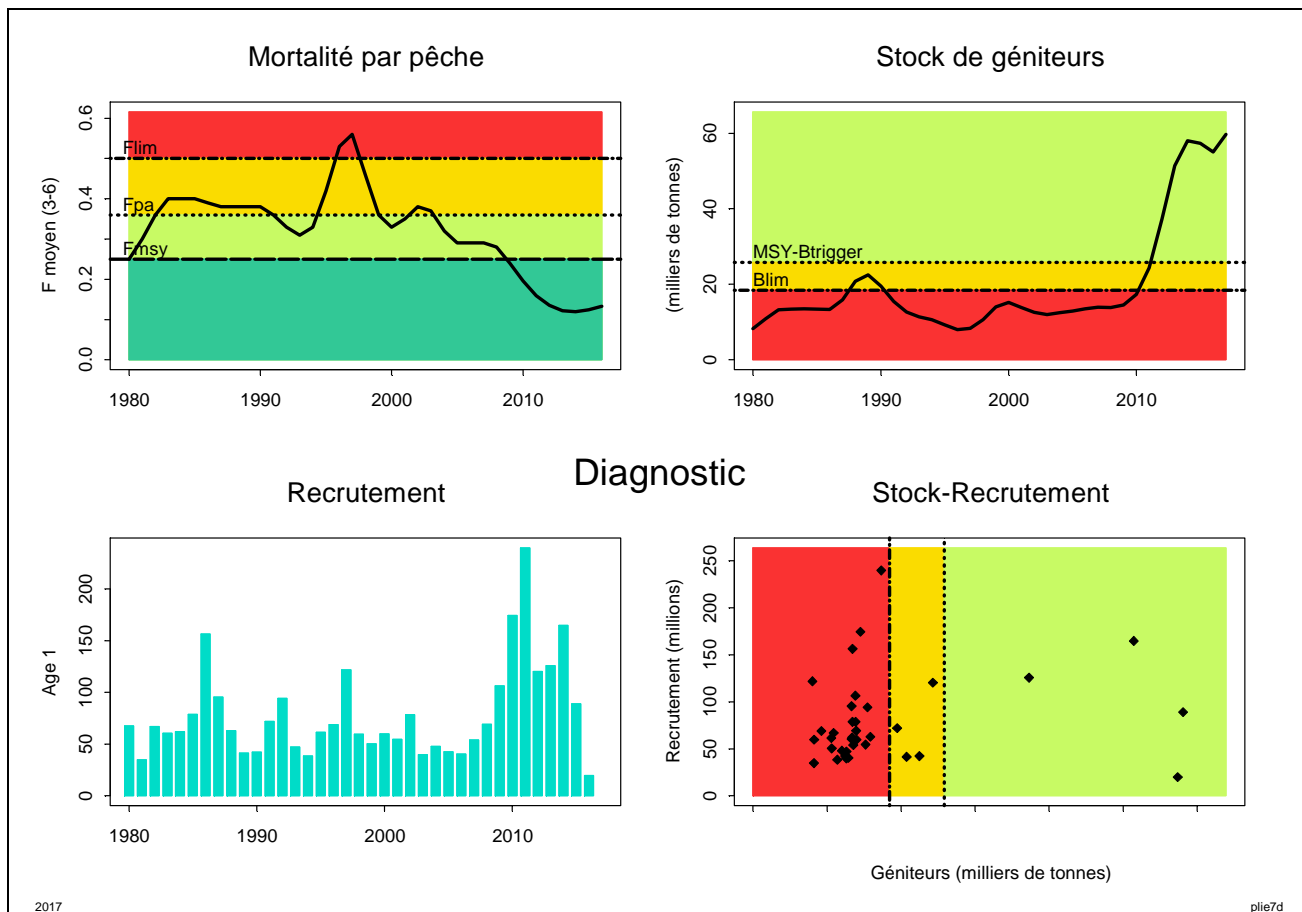 Mortalité par pêche
F moyen (3-6)
0.6
0.4
0.2
0.0
Flim
Fpa
Fmsy
1980 1990 2000 2010
Stock de géniteurs
(milliers de tonnes)
60
40
20
0
MSY-Btrigger
Blim
1980 1990 2000 2010
Diagnostic
Recrutement
Age 1
200
150
100
50
0
1980 1990 2000 2010
Stock-Recrutement
Recrutement (millions)
250
200
150
100
50
0
Géniteurs (milliers de tonnes)
2017
plie7d